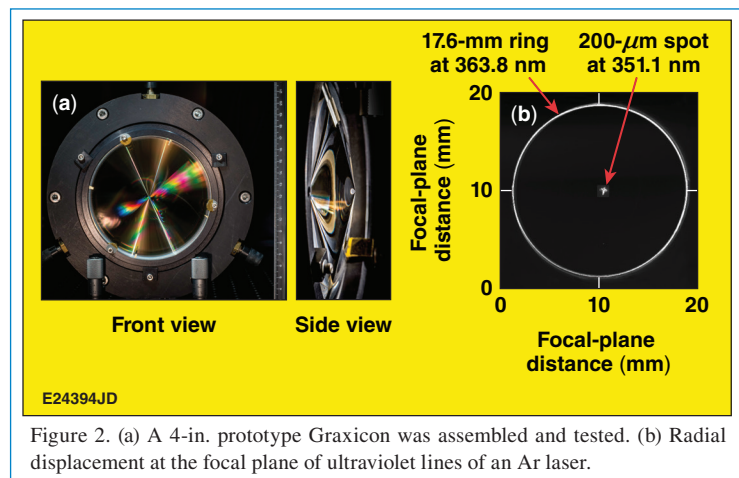 17.6-mm ring
at 363.8 nm
200-μm spot
at 351.1 nm
(a)
(b)
20
10
0
Focal-plane
distance (mm)
0
10
20
Focal-plane
distance (mm)
Front view
Side view
E24394JD
Figure 2. (a) A 4-in. prototype Graxicon was assembled and tested. (b) Radial
displacement at the focal plane of ultraviolet lines of an Ar laser.